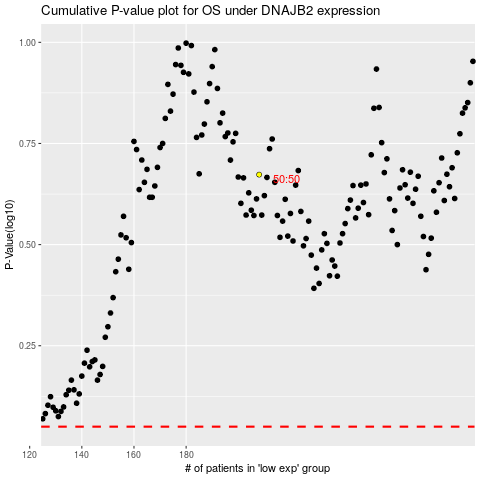 Cumulative P-value plot for OS under DNAJB2 expression
P-Value(log10)
1.00
0.75
0.50
0.25
50:50
120 140 160 180
# of patients in 'low exp' group